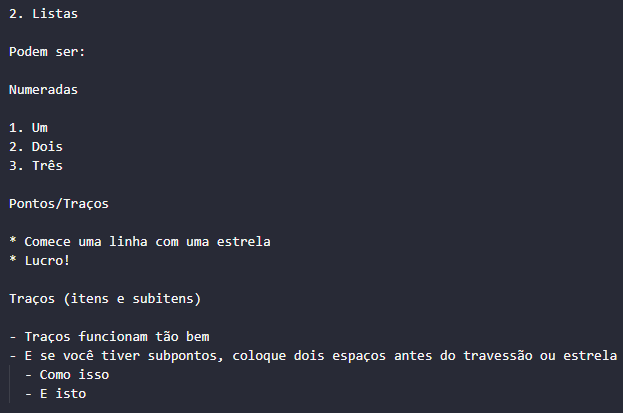 2. Listas
Podem ser:
Numeradas
1. Um
2. Dois
3. Três
Pontos/Traços
* Comece uma linha com uma estrela
* Lucro!
Traços (itens e subitens)
- Traços funcionam tão bem
- E se você tiver subpontos, coloque dois espaços antes do travessão ou estrela
  - Como isso
  - E isto